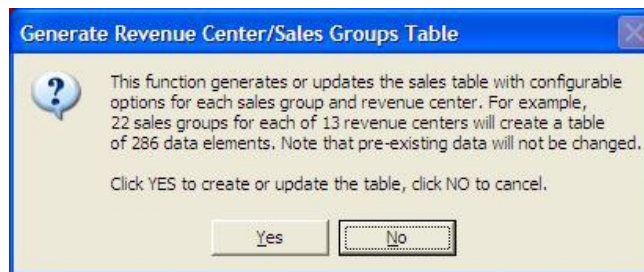 Generate Revenue Center/Sales Groups Table
This function generates or updates the sales table with configurable
options for each sales group and revenue center. For example,
22 sales groups for each of 13 revenue centers will create a table
of 286 data elements. Note that pre-existing data will not be changed.
Click YES to create or update the table, click NO to cancel.
Yes
No